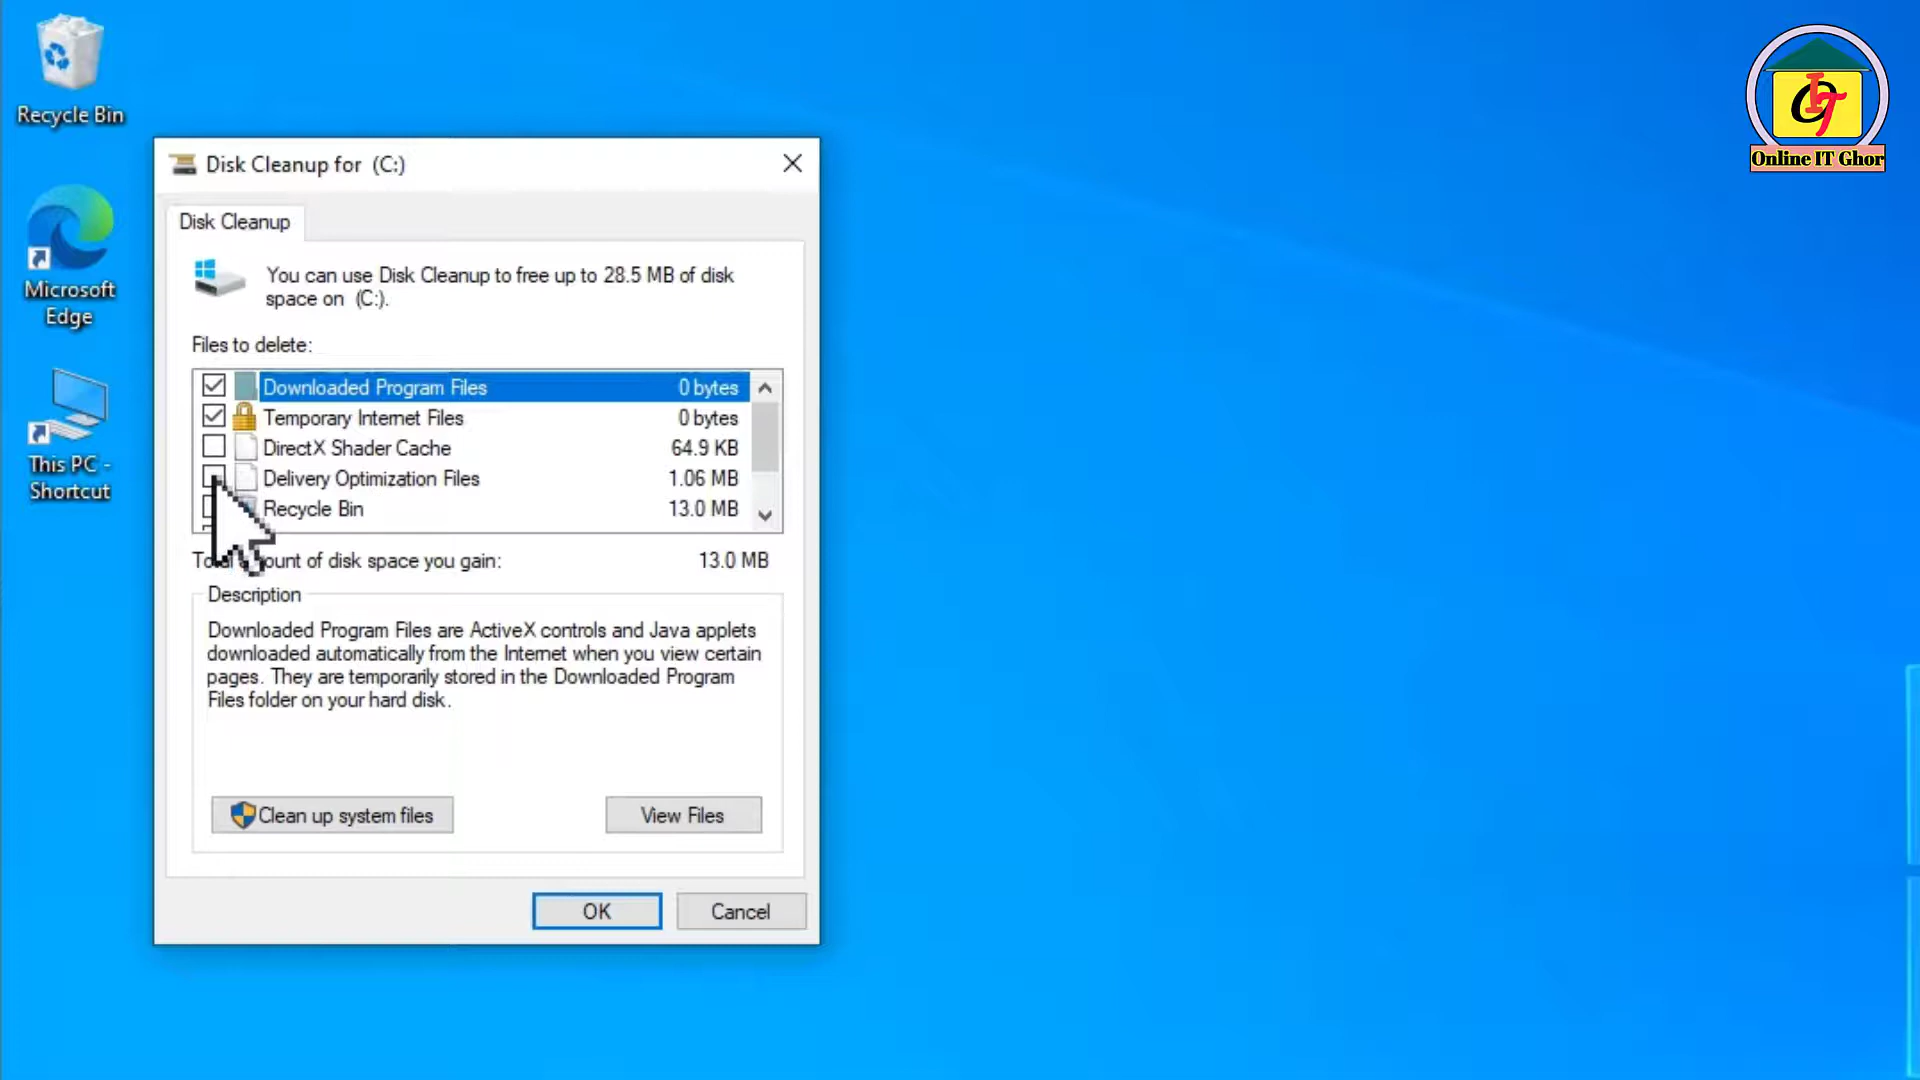 Recycle Bin
Microsoft
Edge
This PC -
Shortcut
Disk Cleanup for  (C:)
Disk Cleanup
You can use Disk Cleanup to free up to 28.5 MB of disk
space on  (C:).
Files to delete:
Downloaded Program Files 0 bytes
Temporary Internet Files 0 bytes
DirectX Shader Cache 64.9 KB
Delivery Optimization Files 1.06 MB
Recycle Bin 13.0 MB
of disk space you gain: 13.0 MB
Description
Downloaded Program Files are ActiveX controls and Java applets
downloaded automatically from the Internet when you view certain
pages. They are temporarily stored in the Downloaded Program
Files folder on your hard disk.
Clean up system files
View Files
OK
Cancel
Online IT Ghor